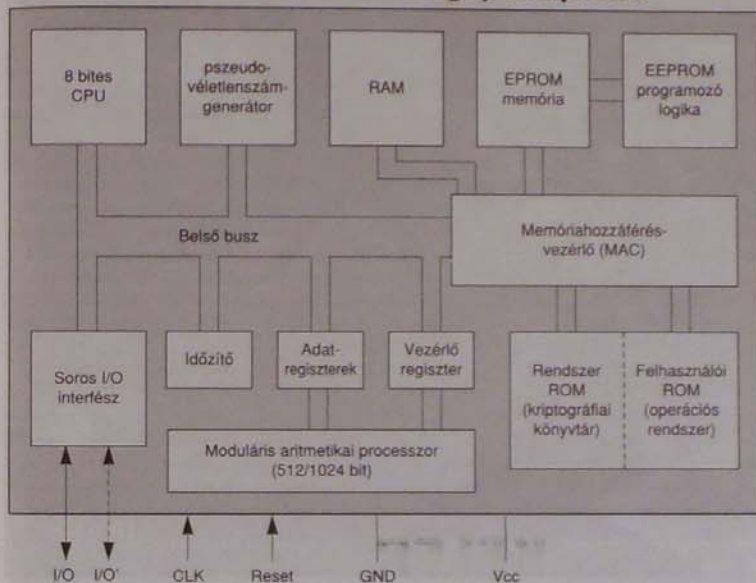 8 bites
CPU
pszeudo-
véletlenszám-
generátor
RAM
EPROM
memória
EEPROM
programozó
logika
Belső busz
Memóriahozzáférés-
vezérlő (MAC)
Soros I/O
interfész
Időzítő
Adat-
regiszterek
Vezérlő
regiszter
Rendszer
ROM
(kriptográfiai
könyvtár)
Felhasználói
ROM
(operációs
rendszer)
Moduláris aritmetikai processzor
(512/1024 bit)
I/O
I/O'
CLK
Reset
GND
Vcc